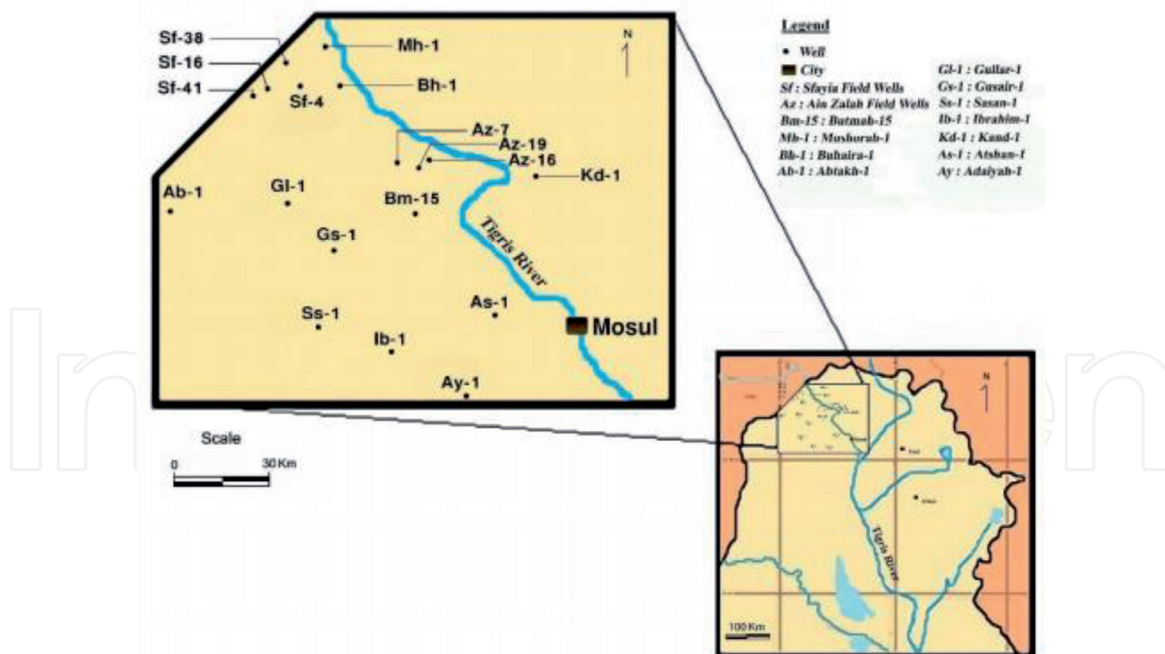 Sf-38
Sf-16
Sf-41
Sf-4
Mh-1
Bh-1
N
Az-7
Az-19
Az-16
Kd-1
Ab-1
Gl-1
Bm-15
Gs-1
Tigris River
Ss-1
As-1
Ib-1
Mosul
Ay-1
Scale
0 30 Km
Legend
Well
City
Sf : Sfayia Field Wells
Az : Ain Zalah Field Wells
Bm-15 : Butmah-15
Mh-1 : Mushorah-1
Bh-1 : Buhaira-1
Ab-1 : Abtakh-1
Gl-1 : Gullar-1
Gs-1 : Gusair-1
Ss-1 : Sasan-1
Ib-1 : Ibrahim-1
Kd-1 : Kand-1
As-1 : Atshan-1
Ay : Adaiyah-1
N
Tigris River
100 Km